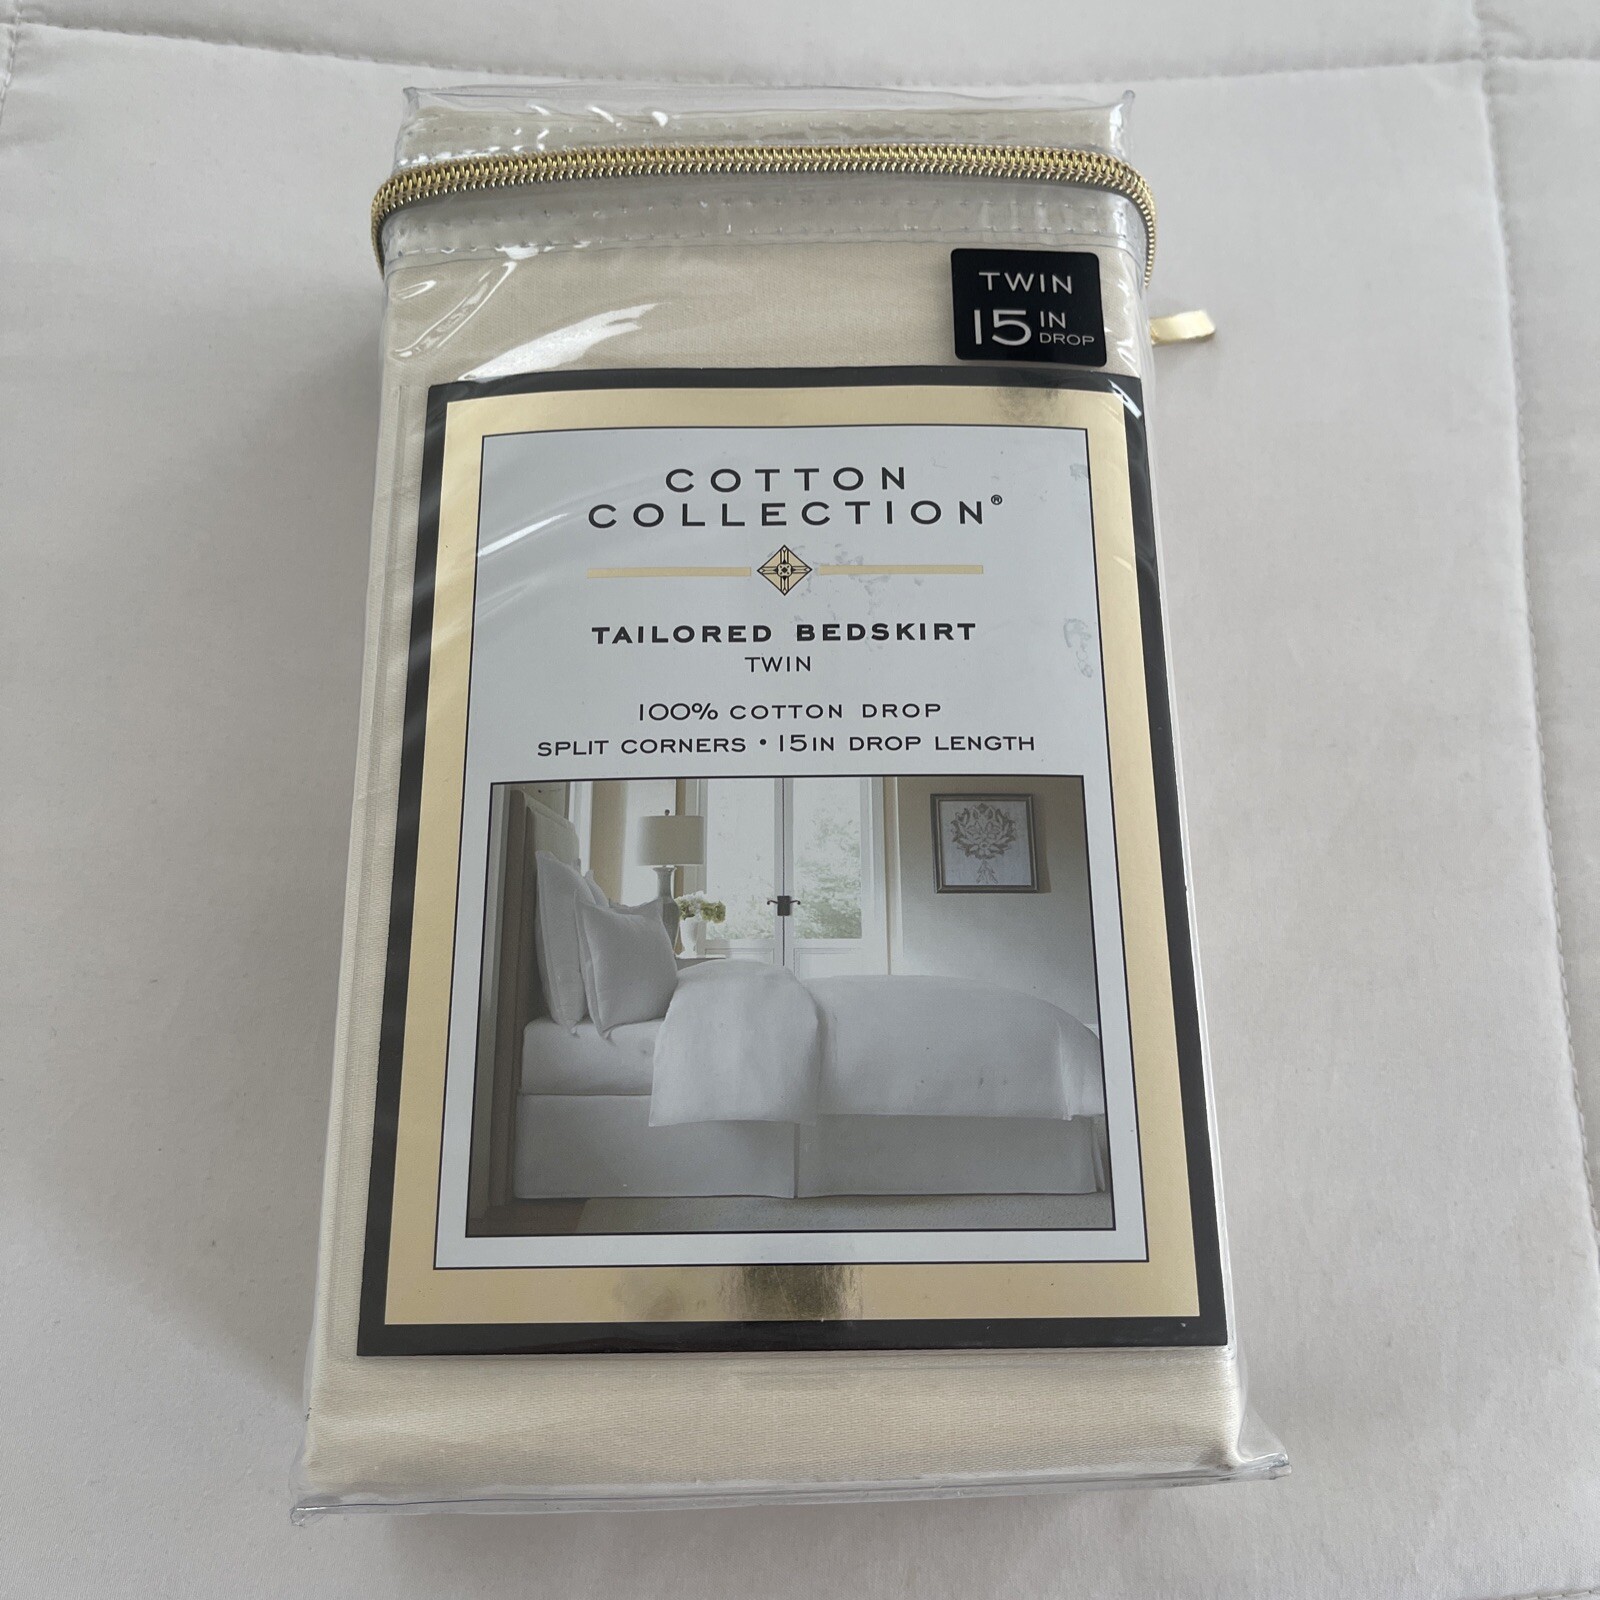 TWIN
15 IN
DROP
COTTON
COLLECTION®
TAILORED BEDSKIRT
TWIN
100% COTTON DROP
SPLIT CORNERS • 15IN DROP LENGTH